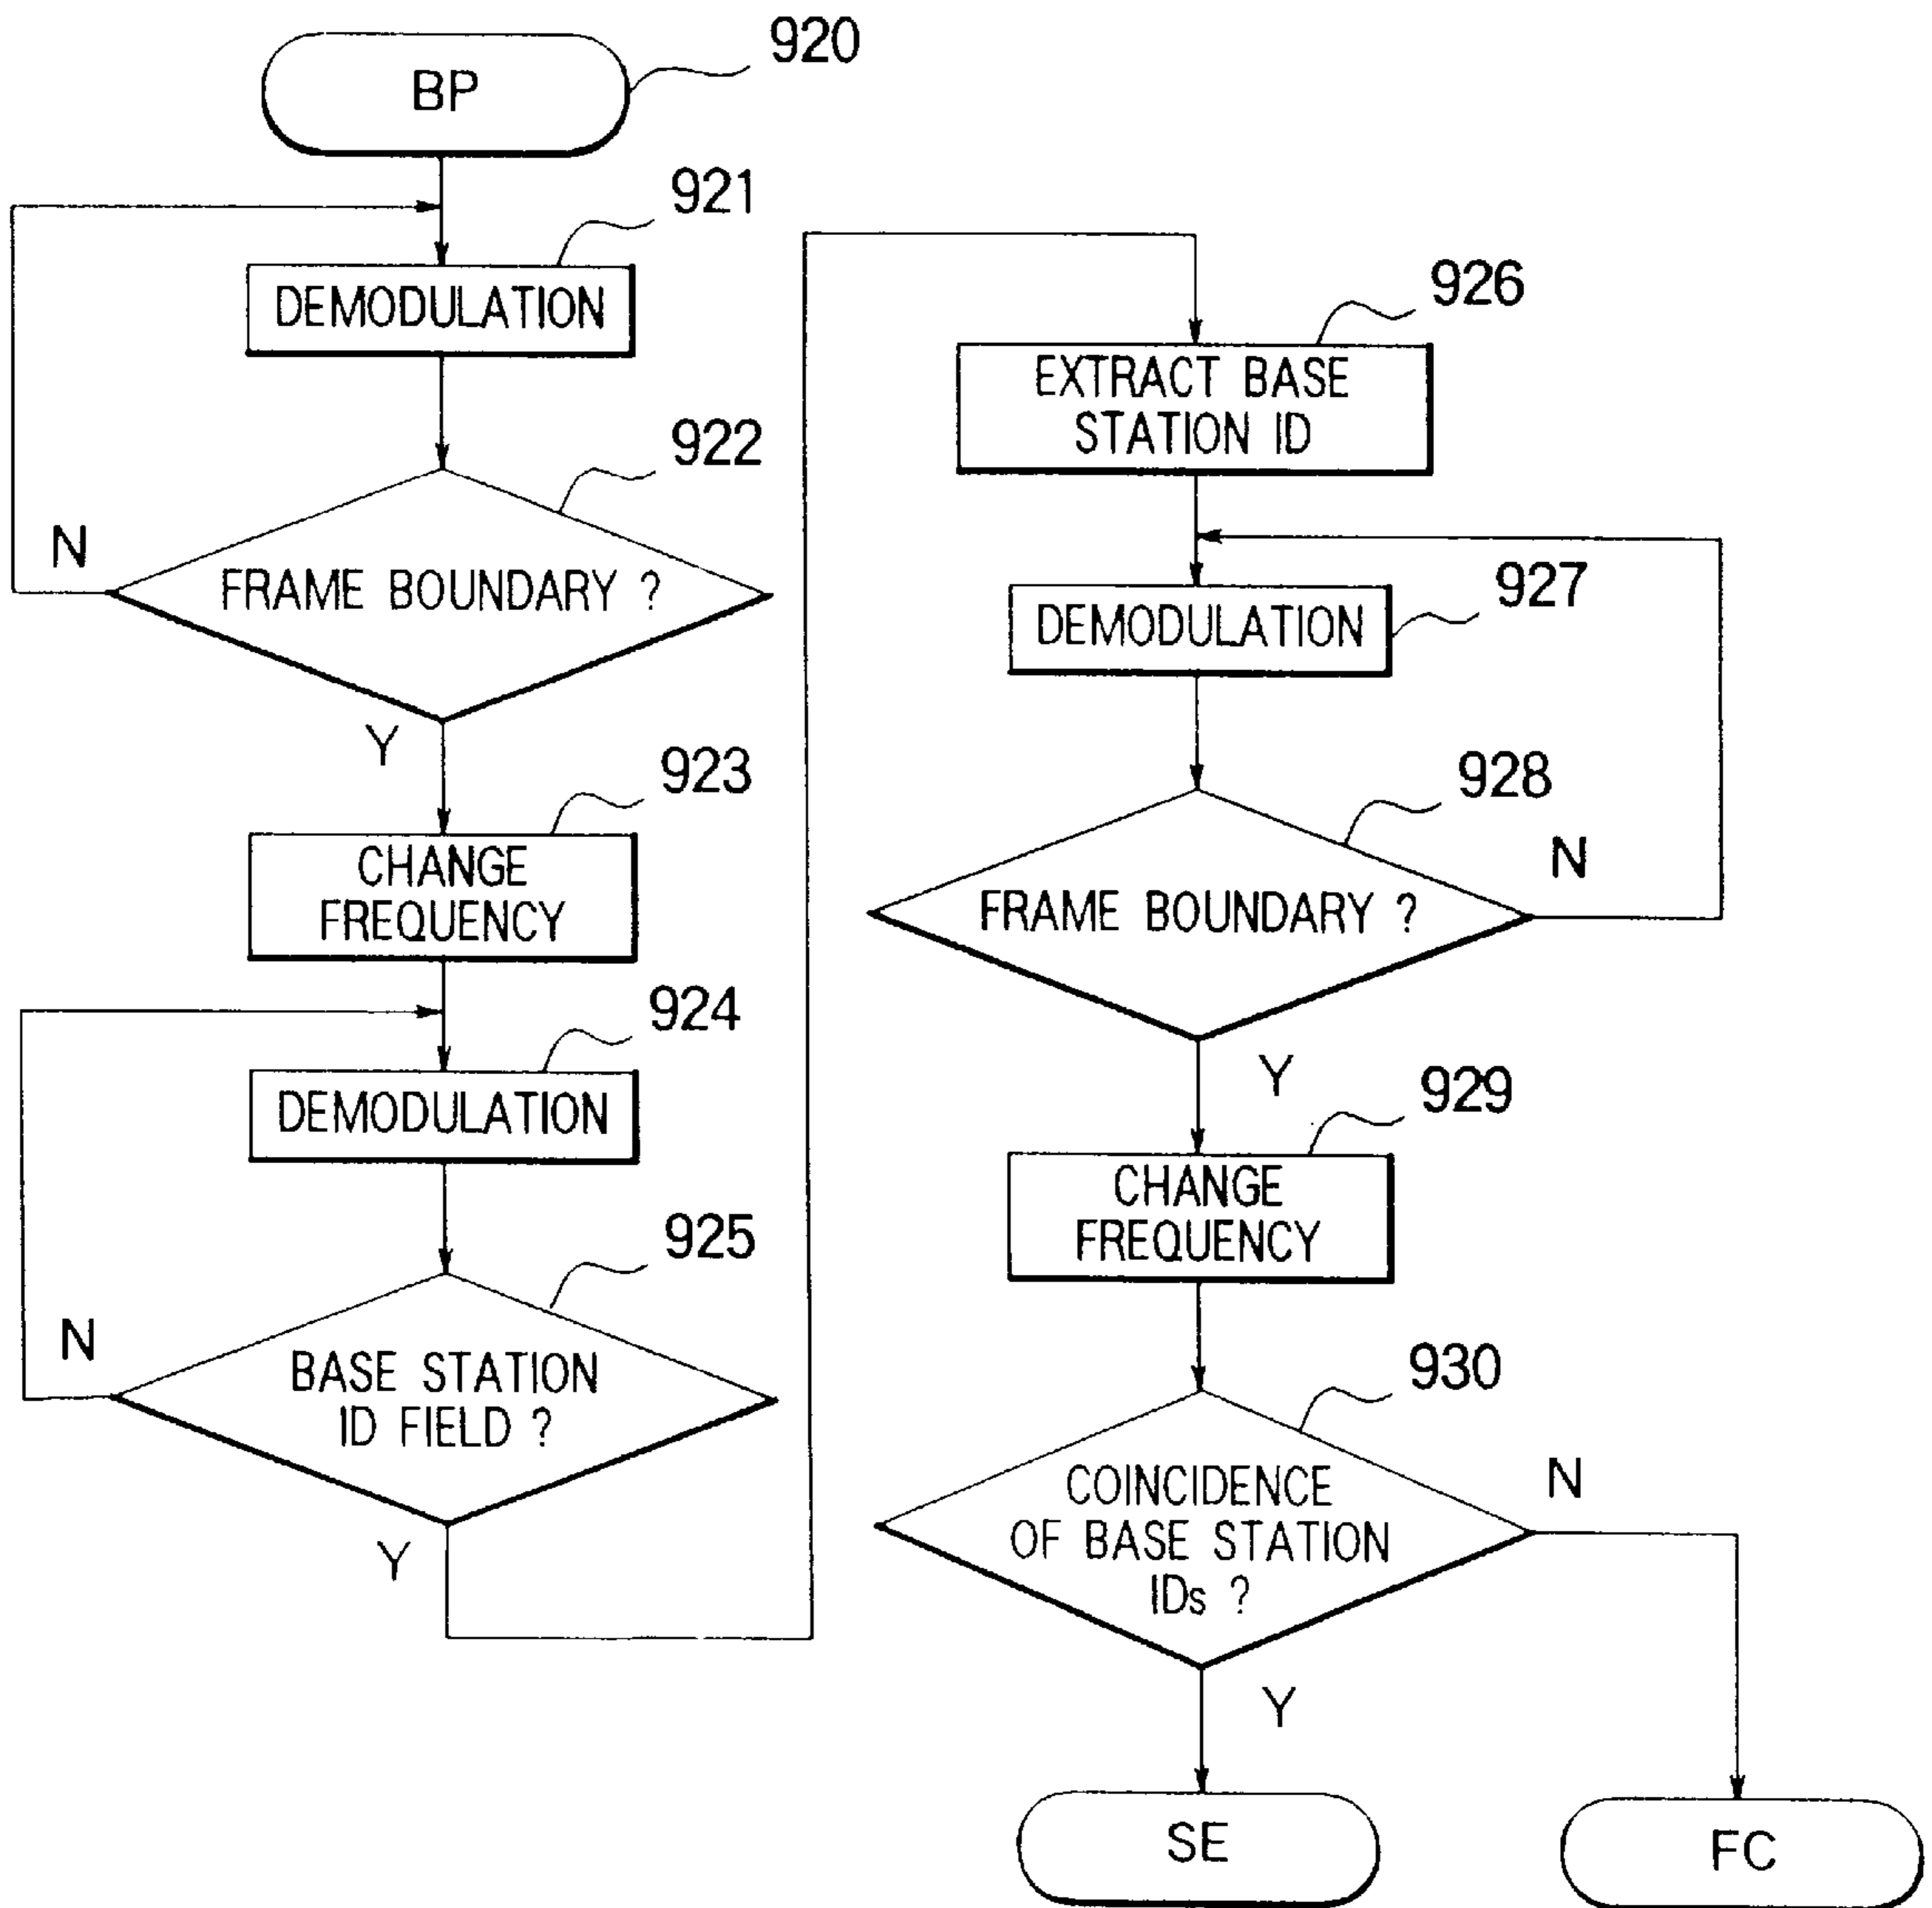 BP
920
921
DEMODULATION
922
N
FRAME BOUNDARY ?
Y
923
CHANGE
FREQUENCY
924
DEMODULATION
925
N
BASE STATION
ID FIELD ?
Y
926
EXTRACT BASE
STATION ID
927
DEMODULATION
928
N
FRAME BOUNDARY ?
Y
929
CHANGE
FREQUENCY
930
COINCIDENCE
OF BASE STATION
IDs ?
N
Y
SE
FC